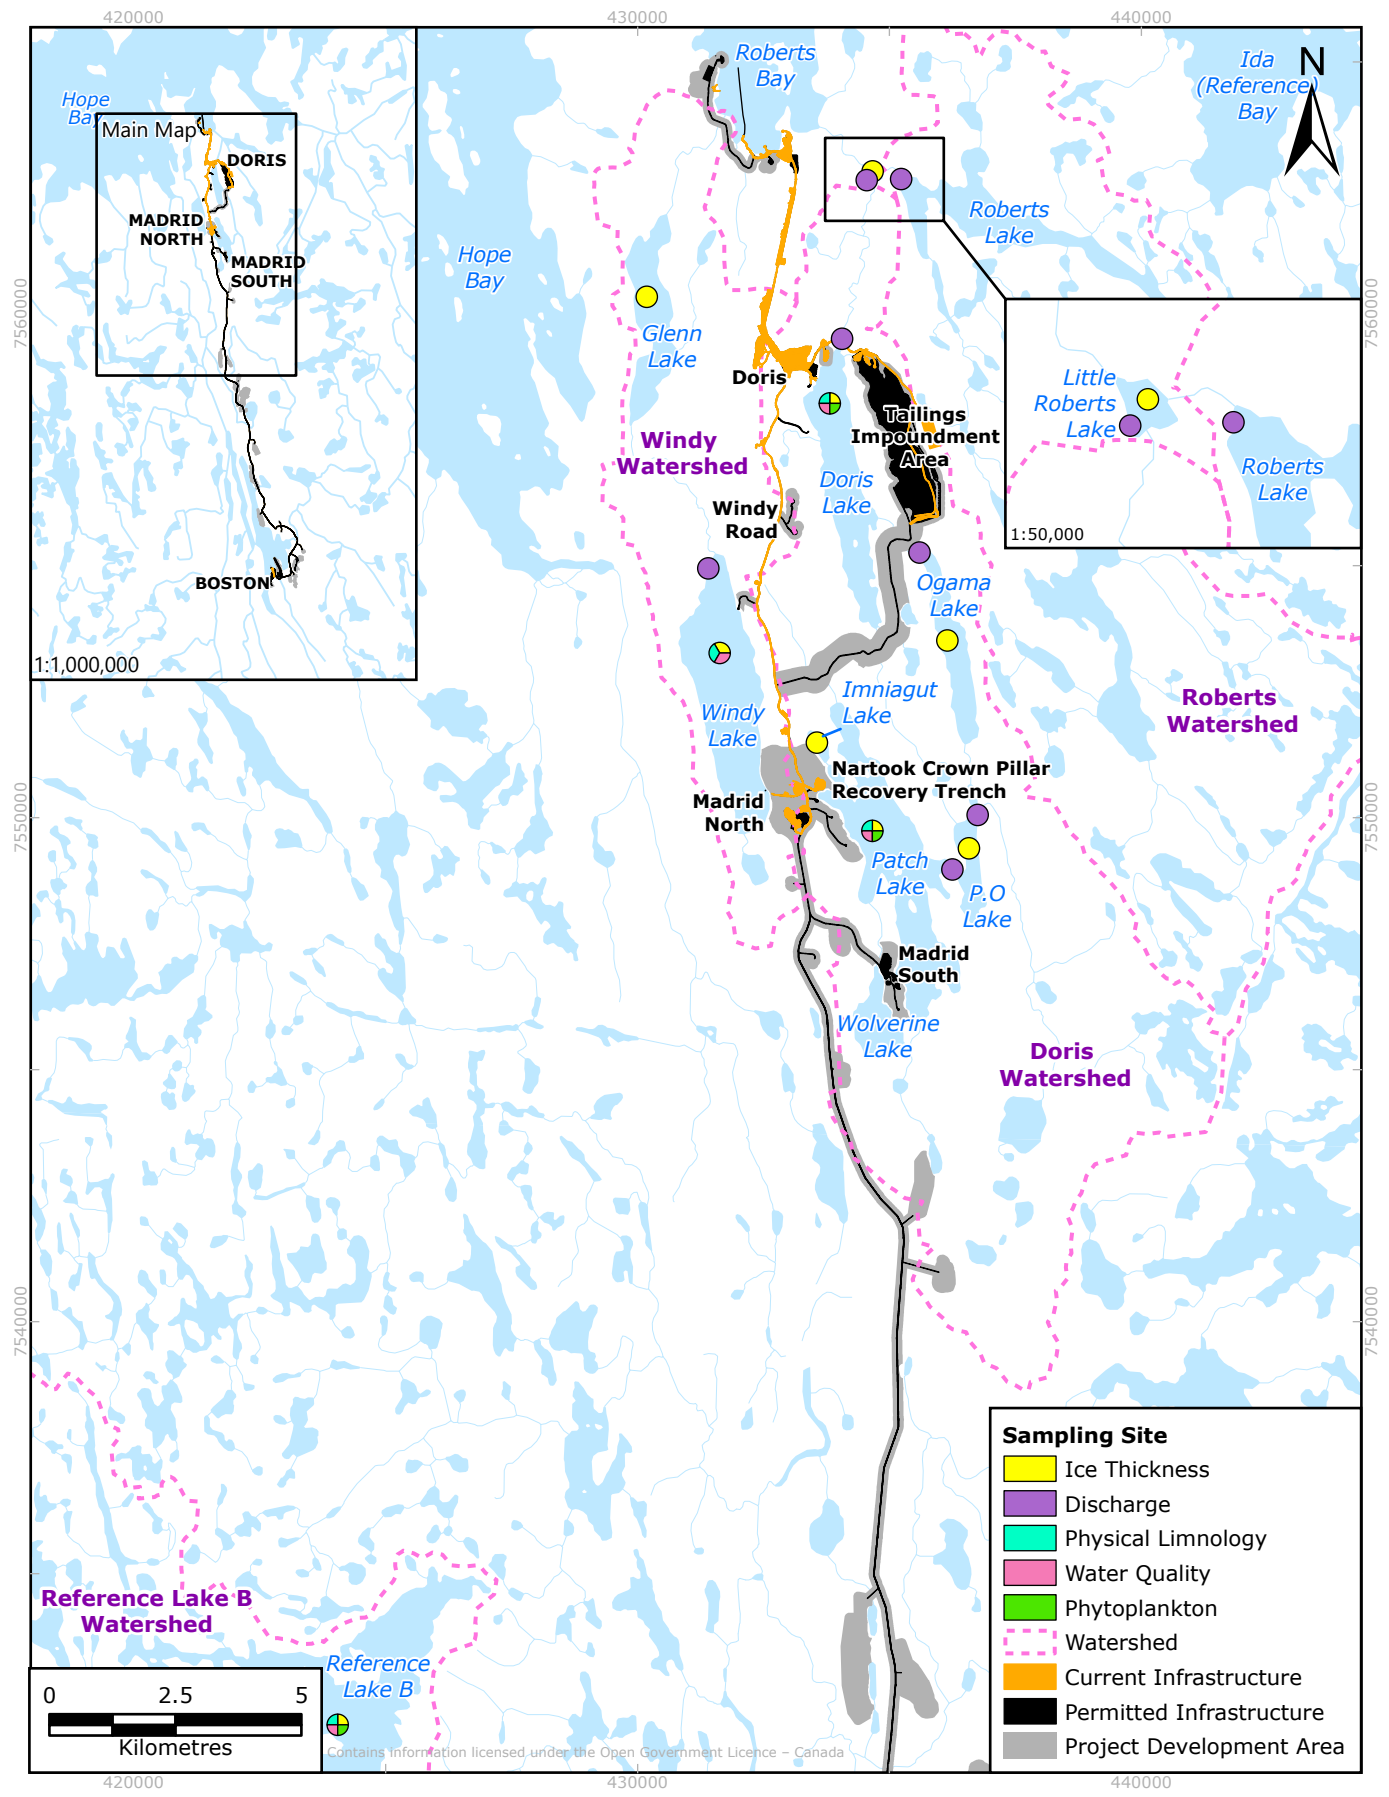 420000
430000
440000
Hope
Bay
Main Map
DORIS
MADRID
NORTH
MADRID
SOUTH
BOSTON
1:1,000,000
Roberts
Bay
Ida
(Reference)
Bay
N
Roberts
Lake
Hope
Bay
7560000
7560000
Glenn
Lake
Doris
Tailings
Impoundment
Area
Little
Roberts
Lake
Roberts
Lake
1:50,000
Windy
Watershed
Doris
Lake
Windy
Road
Ogama
Lake
Imniagut
Lake
Windy
Lake
Roberts
Watershed
Nartook Crown Pillar
Recovery Trench
Madrid
North
7550000
7550000
Patch
Lake
P.O
Lake
Madrid
South
Wolverine
Lake
Doris
Watershed
7540000
7540000
Reference Lake B
Watershed
Reference
Lake B
0 2.5 5
Kilometres
Contains information licensed under the Open Government Licence – Canada
Sampling Site
Ice Thickness
Discharge
Physical Limnology
Water Quality
Phytoplankton
Watershed
Current Infrastructure
Permitted Infrastructure
Project Development Area
420000
430000
440000